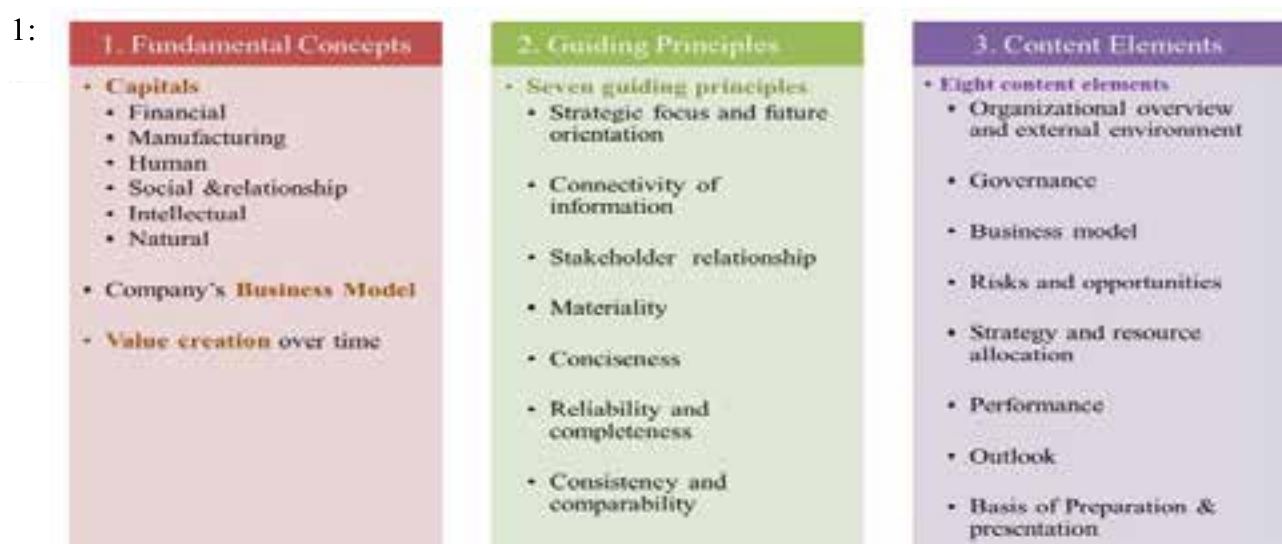 1:
1. Fundamental Concepts
• Capitals
• Financial
• Manufacturing
• Human
• Social &relationship
• Intellectual
• Natural
• Company's Business Model
• Value creation over time
2. Guiding Principles
• Seven guiding principles
• Strategic focus and future
orientation
• Connectivity of
information
• Stakeholder relationship
• Materiality
• Conciseness
• Reliability and
completeness
• Consistency and
comparability
3. Content Elements
• Eight content elements
• Organizational overview
and external environment
• Governance
• Business model
• Risks and opportunities
• Strategy and resource
allocation
• Performance
• Outlook
• Basis of Preparation &
presentation